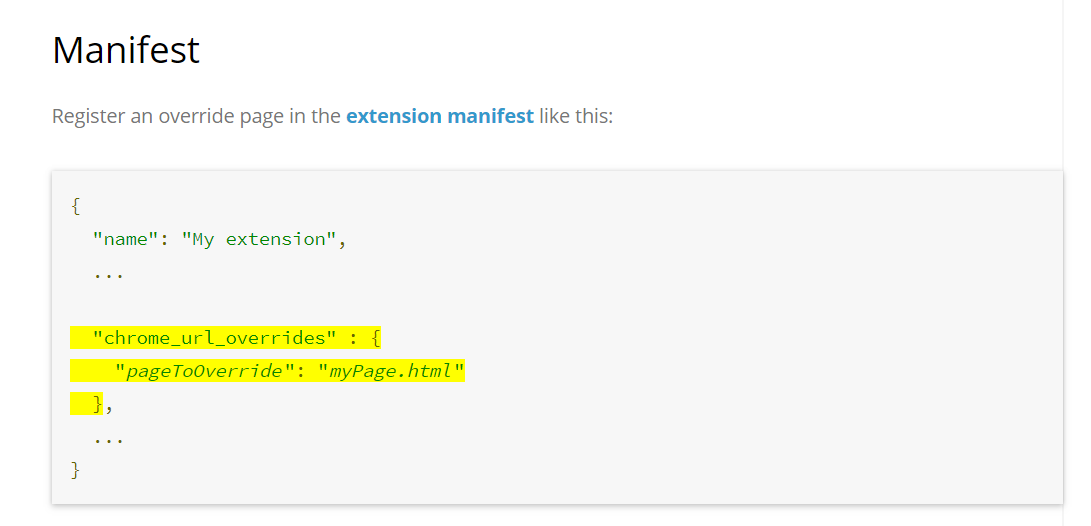 Manifest
Register an override page in the extension manifest like this:
{
"name": "My extension",
...
"chrome_url_overrides" : {
"pageToOverride": "myPage.html"
},
...
}